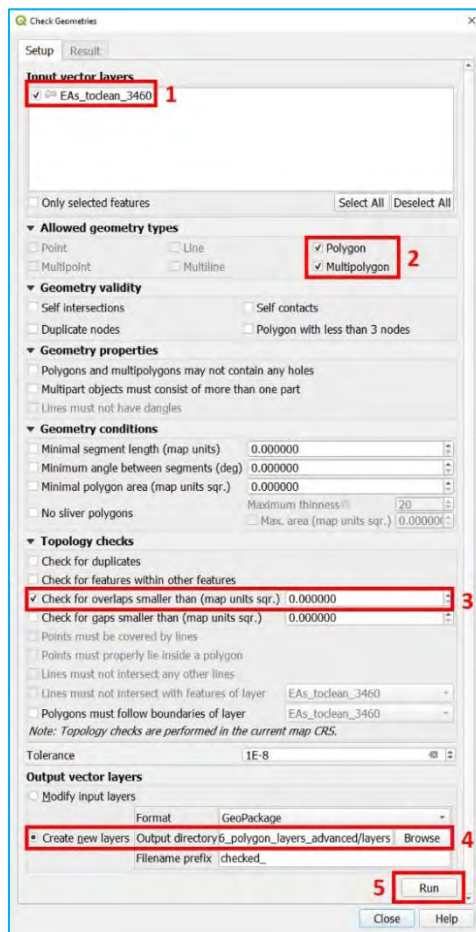 Check Geometries
Setup Result
Input vector layers
EAs_toclean_3460 1
Only selected features Select All Deselect All
Allowed geometry types
Point Line Polygon
Multipoint Multiline Multipolygon 2
Geometry validity
Self intersections Self contacts
Duplicate nodes Polygon with less than 3 nodes
Geometry properties
Polygons and multipolygons may not contain any holes
Multipart objects must consist of more than one part
Lines must not have dangles
Geometry conditions
Minimal segment length (map units) 0.000000
Minimum angle between segments (deg) 0.000000
Minimal polygon area (map units sqr.) 0.000000
No sliver polygons Maximum thinness 20
Max. area (map units sqr.) 0.00000
Topology checks
Check for duplicates
Check for features within other features
Check for overlaps smaller than (map units sqr.) 0.000000 3
Check for gaps smaller than (map units sqr.) 0.000000
Points must be covered by lines
Points must properly lie inside a polygon
Lines must not intersect any other lines
Lines must not intersect with features of layer EAs_toclean_3460
Polygons must follow boundaries of layer EAs_toclean_3460
Note: Topology checks are performed in the current map CRS.
Tolerance 1E-8
Output vector layers
Modify input layers
Format GeoPackage
Create new layers Output directory 6_polygon_layers_advanced/layers Browse 4
Filename prefix checked_
5 Run
Close Help